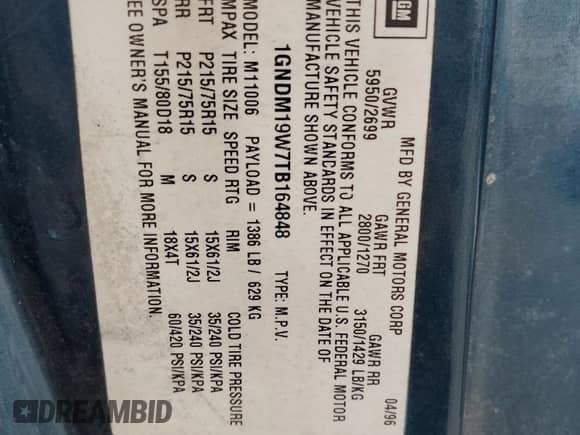 GM
MFD BY GENERAL MOTORS CORP 04/96
GVWR GAWR FRT GAWR RR
5950/2699 2800/1270 3150/1429 LB/KG
THIS VEHICLE CONFORMS TO ALL APPLICABLE U.S. FEDERAL MOTOR
VEHICLE SAFETY STANDARDS IN EFFECT ON THE DATE OF
MANUFACTURE SHOWN ABOVE.
1GNDM19W7TB164848 TYPE: M.P.V.
MODEL: M11006 PAYLOAD = 1386 LB / 629 KG
MPAX TIRE SIZE SPEED RTG RIM COLD TIRE PRESSURE
FRT P215/75R15 S 15X61/2J 35/240 PSI/KPA
RR P215/75R15 S 15X61/2J 35/240 PSI/KPA
SPA T155/80D18 M 18X4T 60/420 PSI/KPA
EE OWNER'S MANUAL FOR MORE INFORMATION.
DREAMBID